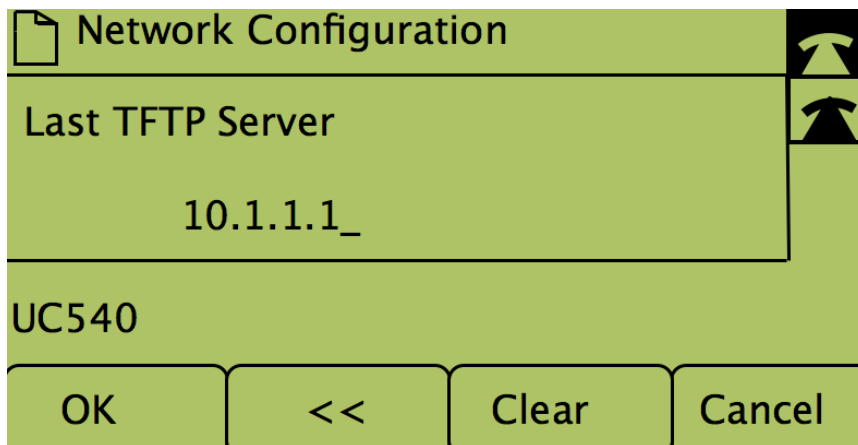 Network Configuration
Last TFTP Server
10.1.1.1_
UC540
OK << Clear Cancel